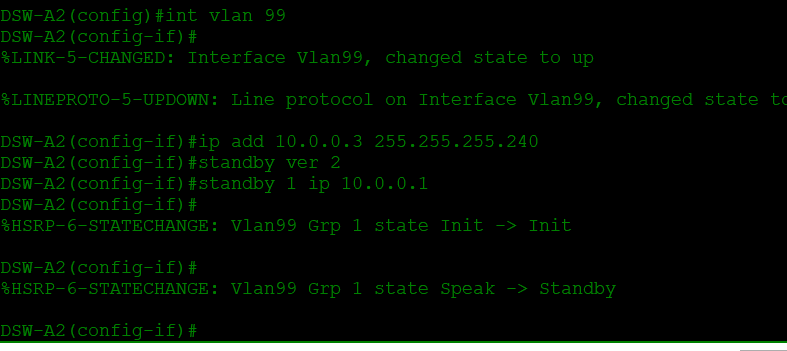 DSW-A2(config)#int vlan 99
DSW-A2(config-if)#
%LINK-5-CHANGED: Interface Vlan99, changed state to up
%LINEPROTO-5-UPDOWN: Line protocol on Interface Vlan99, changed state to
DSW-A2(config-if)#ip add 10.0.0.3 255.255.255.240
DSW-A2(config-if)#standby ver 2
DSW-A2(config-if)#standby 1 ip 10.0.0.1
DSW-A2(config-if)#
%HSRP-6-STATECHANGE: Vlan99 Grp 1 state Init -> Init
DSW-A2(config-if)#
%HSRP-6-STATECHANGE: Vlan99 Grp 1 state Speak -> Standby
DSW-A2(config-if)#